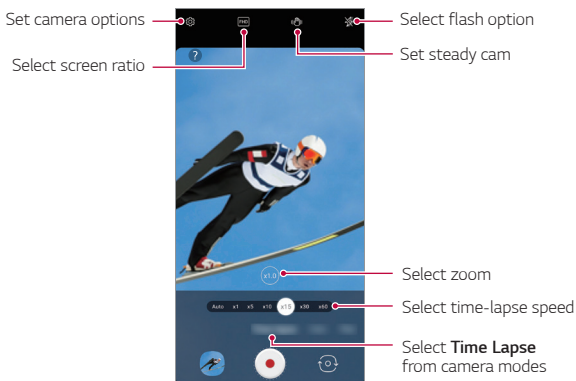 Set camera options
Select flash option
FHD
Set steady cam
Select screen ratio
?
x1.0
Select zoom
Auto x1 x5 x10 x15 x30 x60
Select time-lapse speed
Select Time Lapse
from camera modes